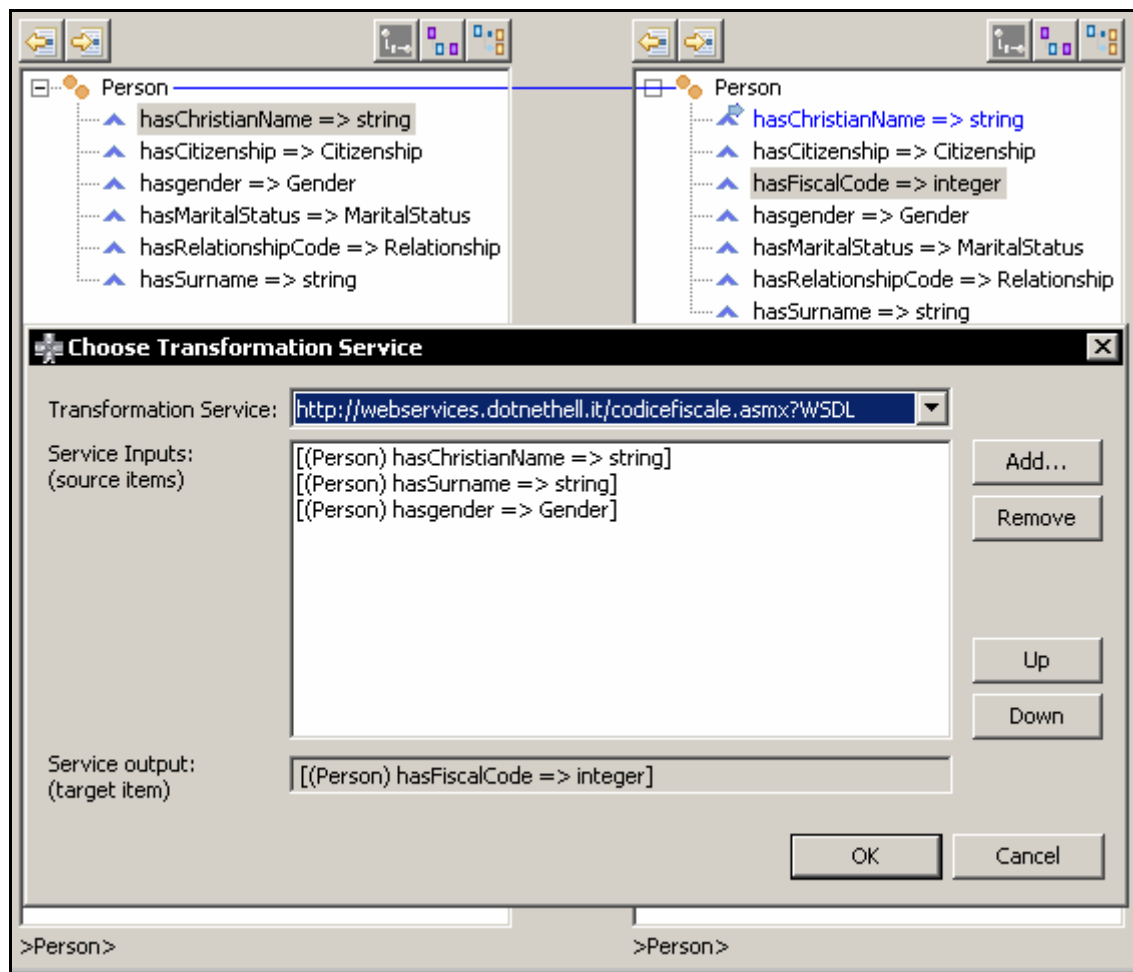 Person
hasChristianName => string
hasCitizenship => Citizenship
hasgender => Gender
hasMaritalStatus => MaritalStatus
hasRelationshipCode => Relationship
hasSurname => string
Person
hasChristianName => string
hasCitizenship => Citizenship
hasFiscalCode => integer
hasgender => Gender
hasMaritalStatus => MaritalStatus
hasRelationshipCode => Relationship
hasSurname => string
Choose Transformation Service
Transformation Service: http://webservices.dotnethell.it/codicefiscale.asmx?WSDL
Service Inputs:
(source items)
[(Person) hasChristianName => string]
[(Person) hasSurname => string]
[(Person) hasgender => Gender]
Add...
Remove
Up
Down
Service output:
(target item)
[(Person) hasFiscalCode => integer]
OK
Cancel
>Person>
>Person>